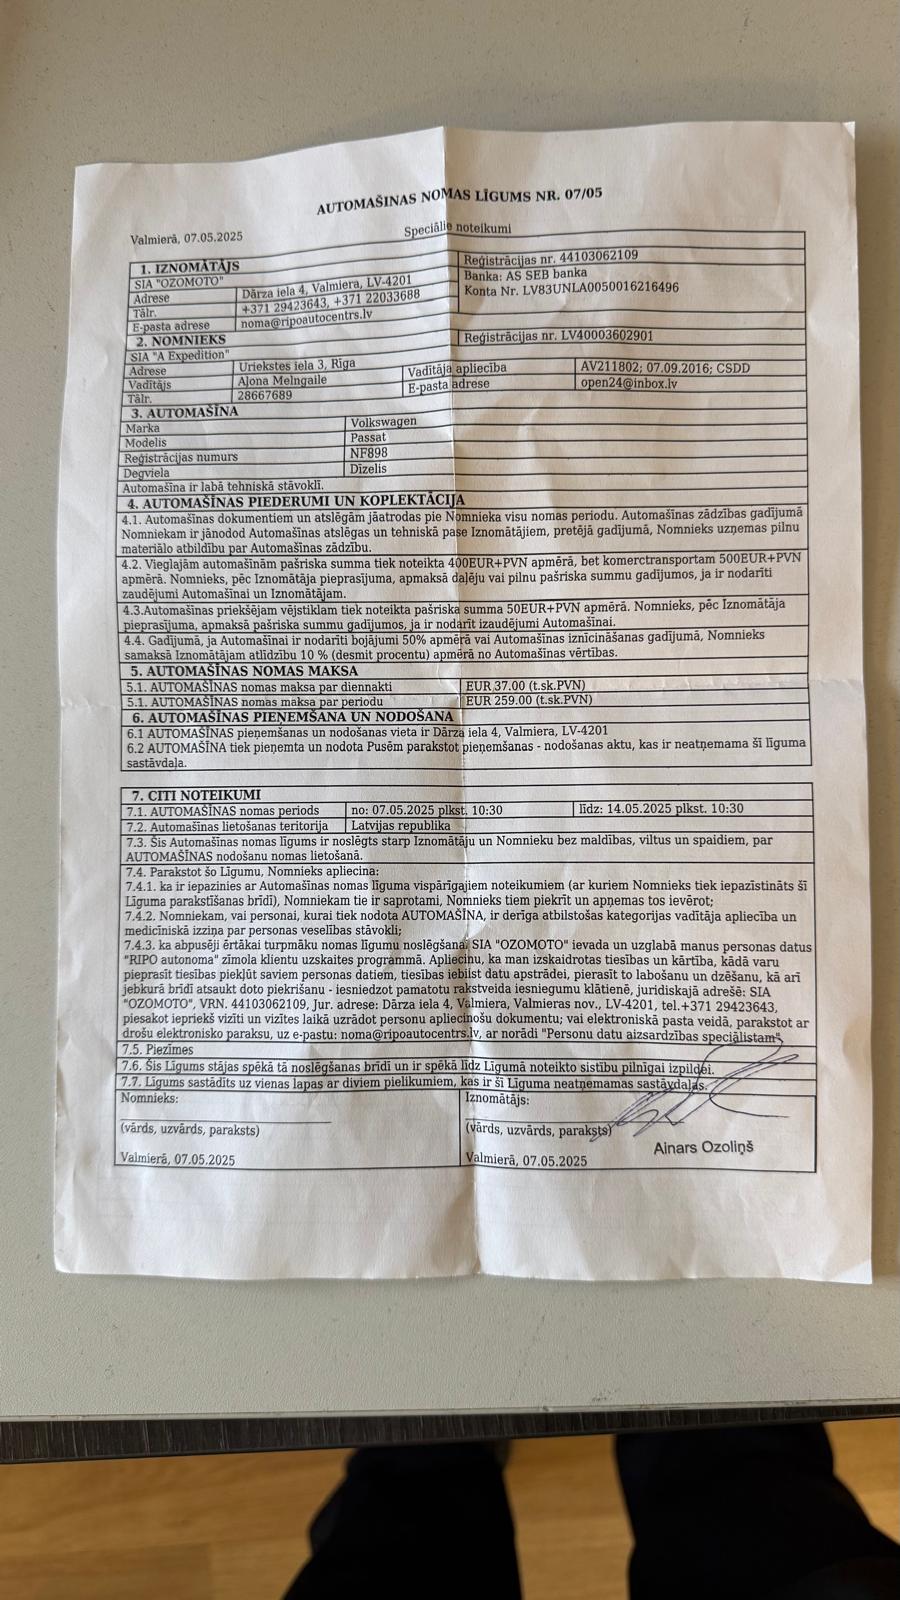 AUTOMAŠINAS NOMAS LĪGUMS NR. 07/05
Speciālie noteikumi
Valmierā, 07.05.2025
1. IZNOMĀTĀJS
Reģistrācijas nr. 44103062109
SIA "OZOMOTO"
Banka: AS SEB banka
Adrese Dārza iela 4, Valmiera, LV-4201
Konta Nr. LV83UNLA0050016216496
Tālr. +371 29423643, +371 22033688
E-pasta adrese noma@ripoautocentrs.lv
2. NOMNIEKS
Reģistrācijas nr. LV40003602901
SIA "A Expedition"
Adrese Uriekstes iela 3, Rīga
Vadītāja apliecība AV211802; 07.09.2016; CSDD
Vadītājs Aļona Melngaile
E-pasta adrese open24@inbox.lv
Tālr. 28667689
3. AUTOMAŠĪNA
Marka Volkswagen
Modelis Passat
Reģistrācijas numurs NF898
Degviela Dīzelis
Automašīna ir labā tehniskā stāvoklī.
4. AUTOMAŠĪNAS PIEDERUMI UN KOPLEKTĀCIJA
4.1. Automašīnas dokumentiem un atslēgām jāatrodas pie Nomnieka visu nomas periodu. Automašīnas zādzības gadījumā
Nomniekam ir jānodod Automašīnas atslēgas un tehniskā pase Iznomātājiem, pretējā gadījumā, Nomnieks uzņemas pilnu
materiālo atbildību par Automašīnas zādzību.
4.2. Vieglajām automašīnām pašriska summa tiek noteikta 400EUR+PVN apmērā, bet komerctransportam 500EUR+PVN
apmērā. Nomnieks, pēc Iznomātāja pieprasījuma, apmaksā daļēju vai pilnu pašriska summu gadījumos, ja ir nodarīti
zaudējumi Automašīnai un Iznomātājam.
4.3.Automašīnas priekšējam vējstiklam tiek noteikta pašriska summa 50EUR+PVN apmērā. Nomnieks, pēc Iznomātāja
pieprasījuma, apmaksā pašriska summu gadījumos, ja ir nodarīt izaudējumi Automašīnai.
4.4. Gadījumā, ja Automašīnai ir nodarīti bojājumi 50% apmērā vai Automašīnas iznīcināšanas gadījumā, Nomnieks
samaksā Iznomātājam atlīdzību 10 % (desmit procentu) apmērā no Automašīnas vērtības.
5. AUTOMAŠĪNAS NOMAS MAKSA
5.1. AUTOMAŠĪNAS nomas maksa par diennakti EUR 37.00 (t.sk.PVN)
5.1. AUTOMAŠĪNAS nomas maksa par periodu EUR 259.00 (t.sk.PVN)
6. AUTOMAŠĪNAS PIEŅEMŠANA UN NODOŠANA
6.1 AUTOMAŠĪNAS pieņemšanas un nodošanas vieta ir Dārza iela 4, Valmiera, LV-4201
6.2 AUTOMAŠĪNA tiek pieņemta un nodota Pusēm parakstot pieņemšanas - nodošanas aktu, kas ir neatņemama šī līguma
sastāvdaļa.
7. CITI NOTEIKUMI
7.1. AUTOMAŠĪNAS nomas periods no: 07.05.2025 plkst. 10:30 līdz: 14.05.2025 plkst. 10:30
7.2. Automašīnas lietošanas teritorija Latvijas republika
7.3. Šis Automašīnas nomas līgums ir noslēgts starp Iznomātāju un Nomnieku bez maldības, viltus un spaidiem, par
AUTOMAŠĪNAS nodošanu nomas lietošanā.
7.4. Parakstot šo Līgumu, Nomnieks apliecina:
7.4.1. ka ir iepazinies ar Automašīnas nomas līguma vispārīgajiem noteikumiem (ar kuriem Nomnieks tiek iepazīstināts šī
Līguma parakstīšanas brīdī), Nomniekam tie ir saprotami, Nomnieks tiem piekrīt un apņemas tos ievērot;
7.4.2. Nomniekam, vai personai, kurai tiek nodota AUTOMAŠĪNA, ir derīga atbilstošas kategorijas vadītāja apliecība un
medicīniskā izziņa par personas veselības stāvokli;
7.4.3. ka abpusēji ērtākai turpmāku nomas līgumu noslēgšanai SIA "OZOMOTO" ievada un uzglabā manus personas datus
"RIPO autonoma" zīmola klientu uzskaites programmā. Apliecinu, ka man izskaidrotas tiesības un kārtība, kādā varu
pieprasīt tiesības piekļūt saviem personas datiem, tiesības iebilst datu apstrādei, pierasīt to labošanu un dzēšanu, kā arī
jebkurā brīdī atsaukt doto piekrišanu - iesniedzot pamatotu rakstveida iesniegumu klātienē, juridiskajā adresē: SIA
"OZOMOTO", VRN. 44103062109, Jur. adrese: Dārza iela 4, Valmiera, Valmieras nov., LV-4201, tel.+371 29423643,
piesakot iepriekš vizīti un vizītes laikā uzrādot personu apliecinošu dokumentu; vai elektroniskā pasta veidā, parakstot ar
drošu elektronisko paraksu, uz e-pastu: noma@ripoautocentrs.lv, ar norādi "Personu datu aizsardzības speciālistam"
7.5. Piezīmes
7.6. Šis Līgums stājas spēkā tā noslēgšanas brīdī un ir spēkā līdz Līgumā noteikto sistību pilnīgai izpildei.
7.7. Līgums sastādīts uz vienas lapas ar diviem pielikumiem, kas ir šī Līguma neatņemamas sastāvdaļas.
Nomnieks: Iznomātājs:
(vārds, uzvārds, paraksts) (vārds, uzvārds, paraksts)
Ainars Ozoliņš
Valmierā, 07.05.2025 Valmierā, 07.05.2025